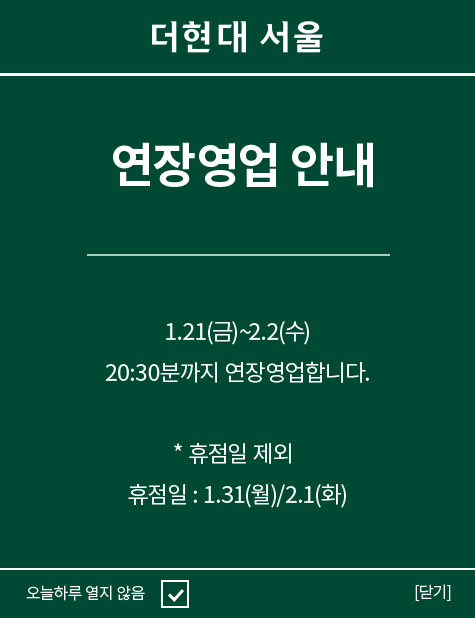 더현대 서울
연장영업 안내
1.21(금)~2.2(수)
20:30분까지 연장영업합니다.
* 휴점일 제외
휴점일 : 1.31(월)/2.1(화)
오늘하루 열지 않음
[닫기]